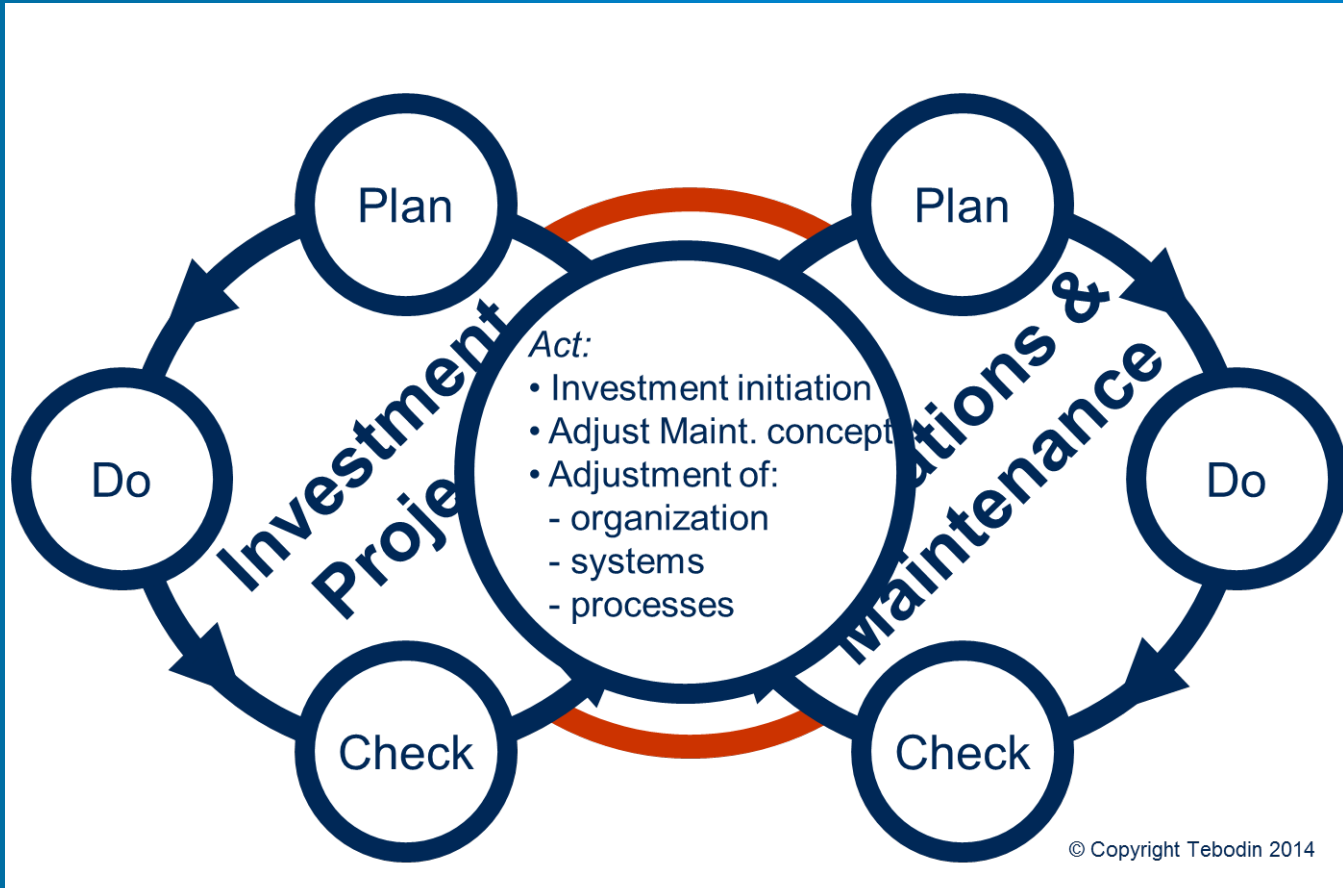 Plan
Plan
Investment
Act:
• Investment initiation
• Adjust Maint. concept
• Adjustment of:
- organization
- systems
- processes
&
Maintenance
Do
Do
Check
Check
© Copyright Tebodin 2014